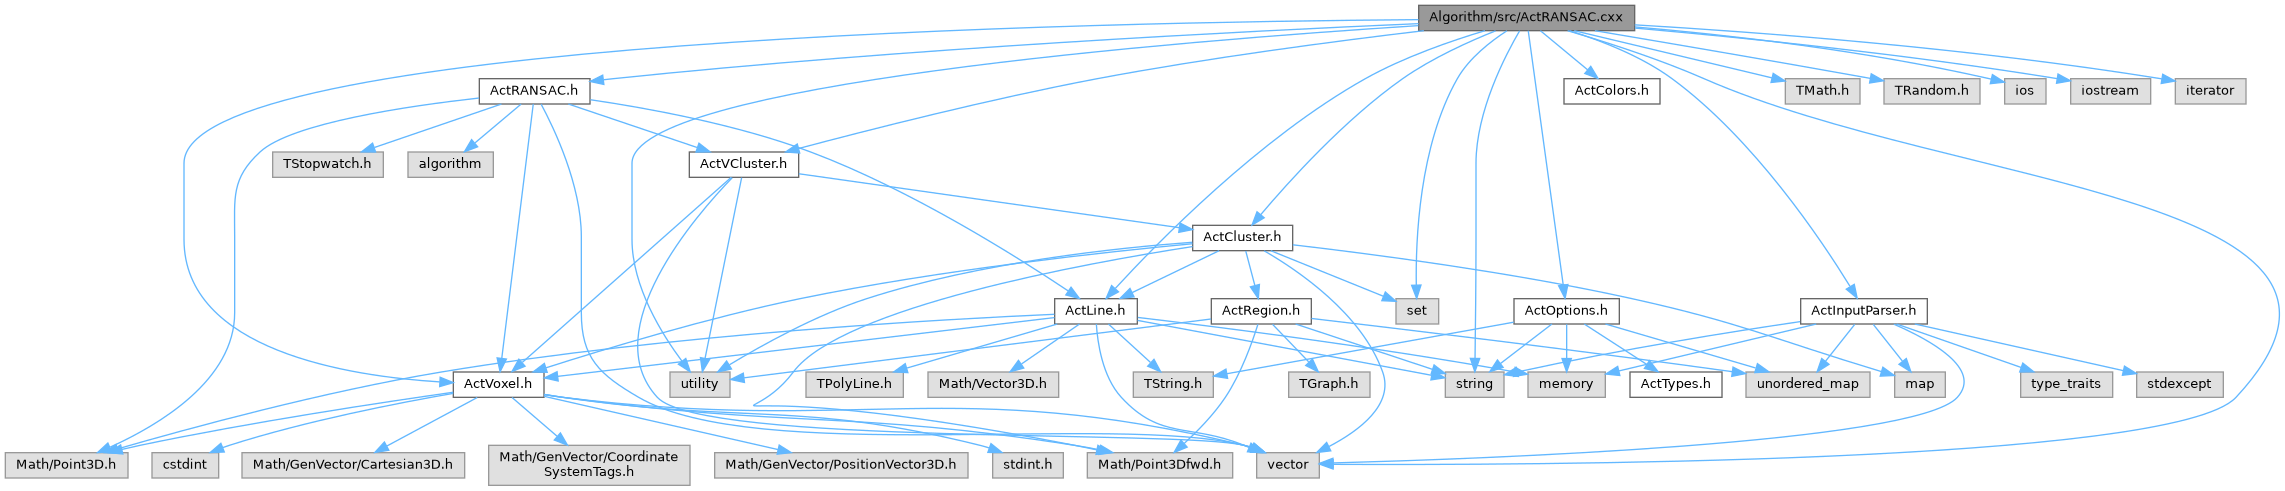 Algorithm/src/ActRANSAC.cxx
ActRANSAC.h
ActColors.h
TMath.h
TRandom.h
ios
iostream
iterator
TStopwatch.h
algorithm
ActVCluster.h
ActCluster.h
ActLine.h
ActRegion.h
set
ActOptions.h
ActInputParser.h
ActVoxel.h
utility
TPolyLine.h
Math/Vector3D.h
TString.h
TGraph.h
string
memory
ActTypes.h
unordered_map
map
type_traits
stdexcept
Math/Point3D.h
cstdint
Math/GenVector/Cartesian3D.h
Math/GenVector/Coordinate
SystemTags.h
Math/GenVector/PositionVector3D.h
stdint.h
Math/Point3Dfwd.h
vector